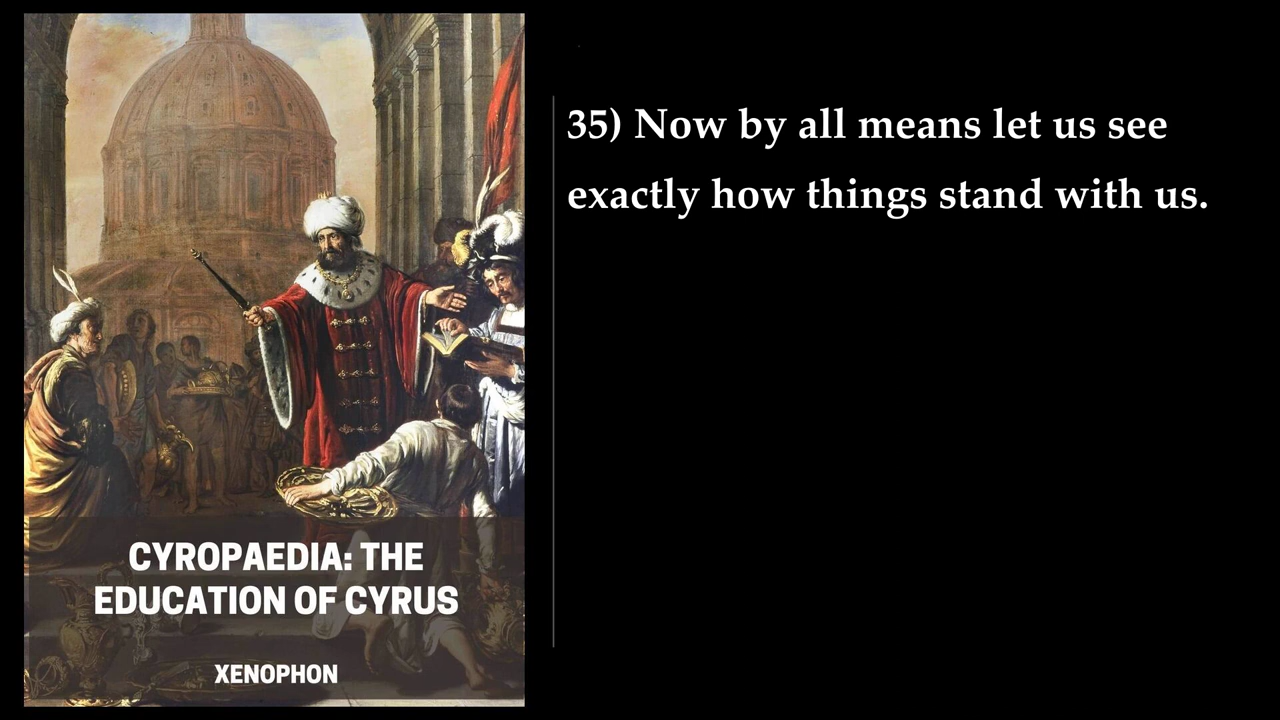 CYROPAEDIA: THE
EDUCATION OF CYRUS
XENOPHON
35) Now by all means let us see
exactly how things stand with us.